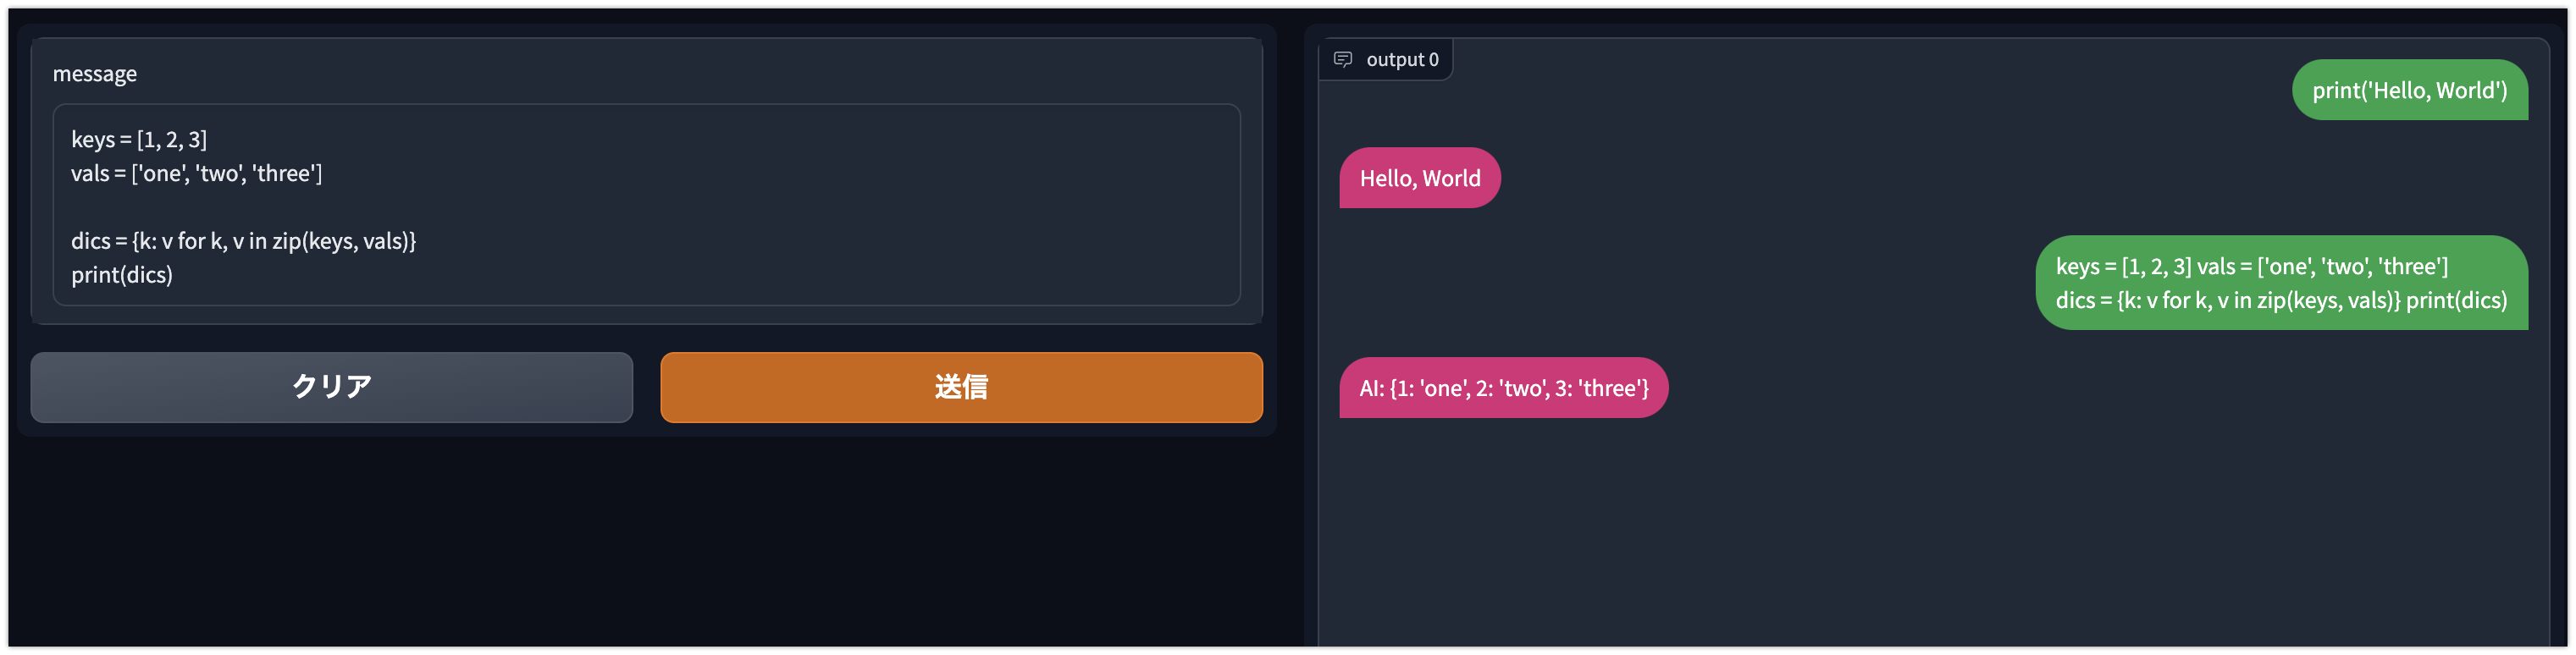 message
keys = [1, 2, 3]
vals = ['one', 'two', 'three']
dics = {k: v for k, v in zip(keys, vals)}
print(dics)
クリア
送信
output 0
print('Hello, World')
Hello, World
keys = [1, 2, 3] vals = ['one', 'two', 'three']
dics = {k: v for k, v in zip(keys, vals)} print(dics)
AI: {1: 'one', 2: 'two', 3: 'three'}